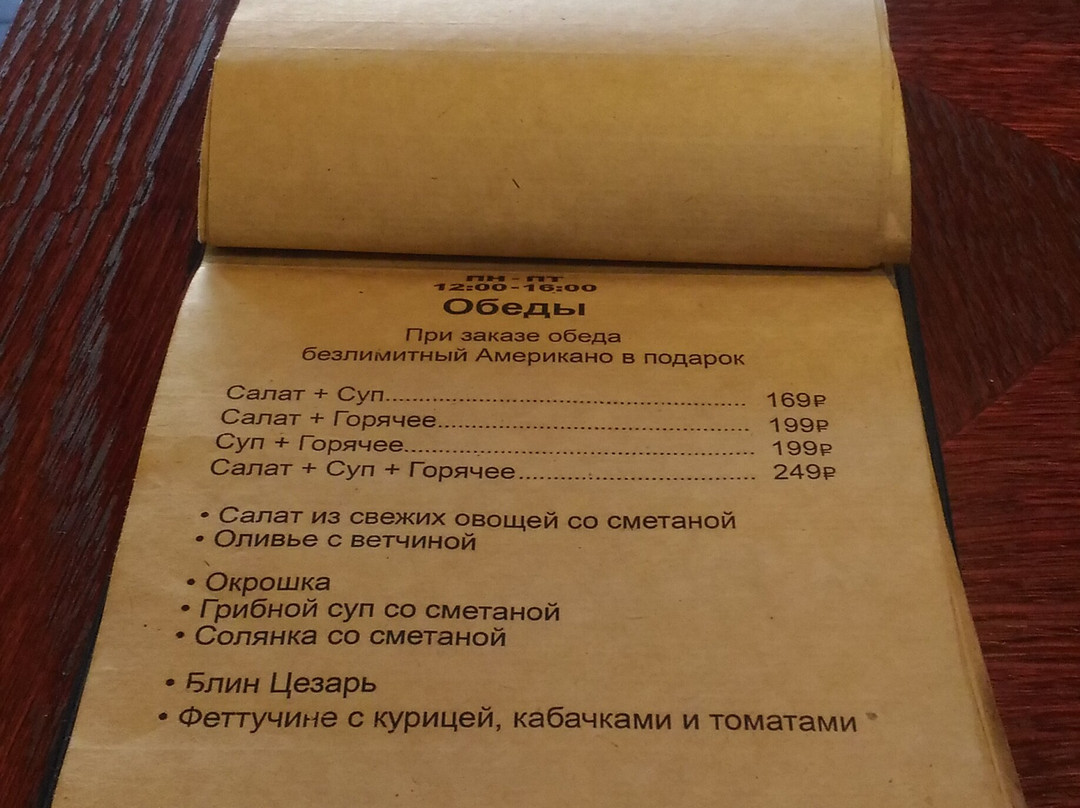 ПН - ПТ
12:00-16:00
Обеды
При заказе обеда
безлимитный Американо в подарок
Салат + Суп........................................................ 169₽
Салат + Горячее................................................ 199₽
Суп + Горячее..................................................... 199₽
Салат + Суп + Горячее.................................... 249₽
• Салат из свежих овощей со сметаной
• Оливье с ветчиной
• Окрошка
• Грибной суп со сметаной
• Солянка со сметаной
• Блин Цезарь
• Феттучине с курицей, кабачками и томатами